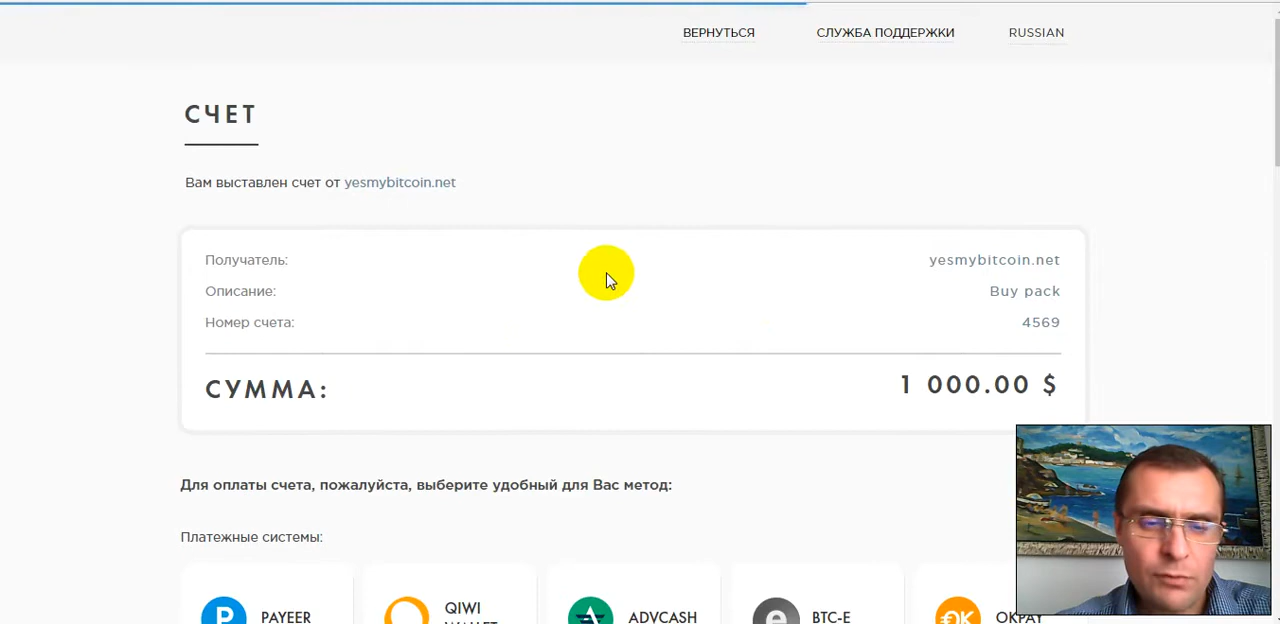 ВЕРНУТЬСЯ СЛУЖБА ПОДДЕРЖКИ RUSSIAN
СЧЕТ
Вам выставлен счет от yesmybitcoin.net
Получатель: yesmybitcoin.net
Описание: Buy pack
Номер счета: 4569
СУММА: 1 000.00 $
Для оплаты счета, пожалуйста, выберите удобный для Вас метод:
Платежные системы:
PAYEER QIWI WALLET ADVCASH BTC-E OKPAY